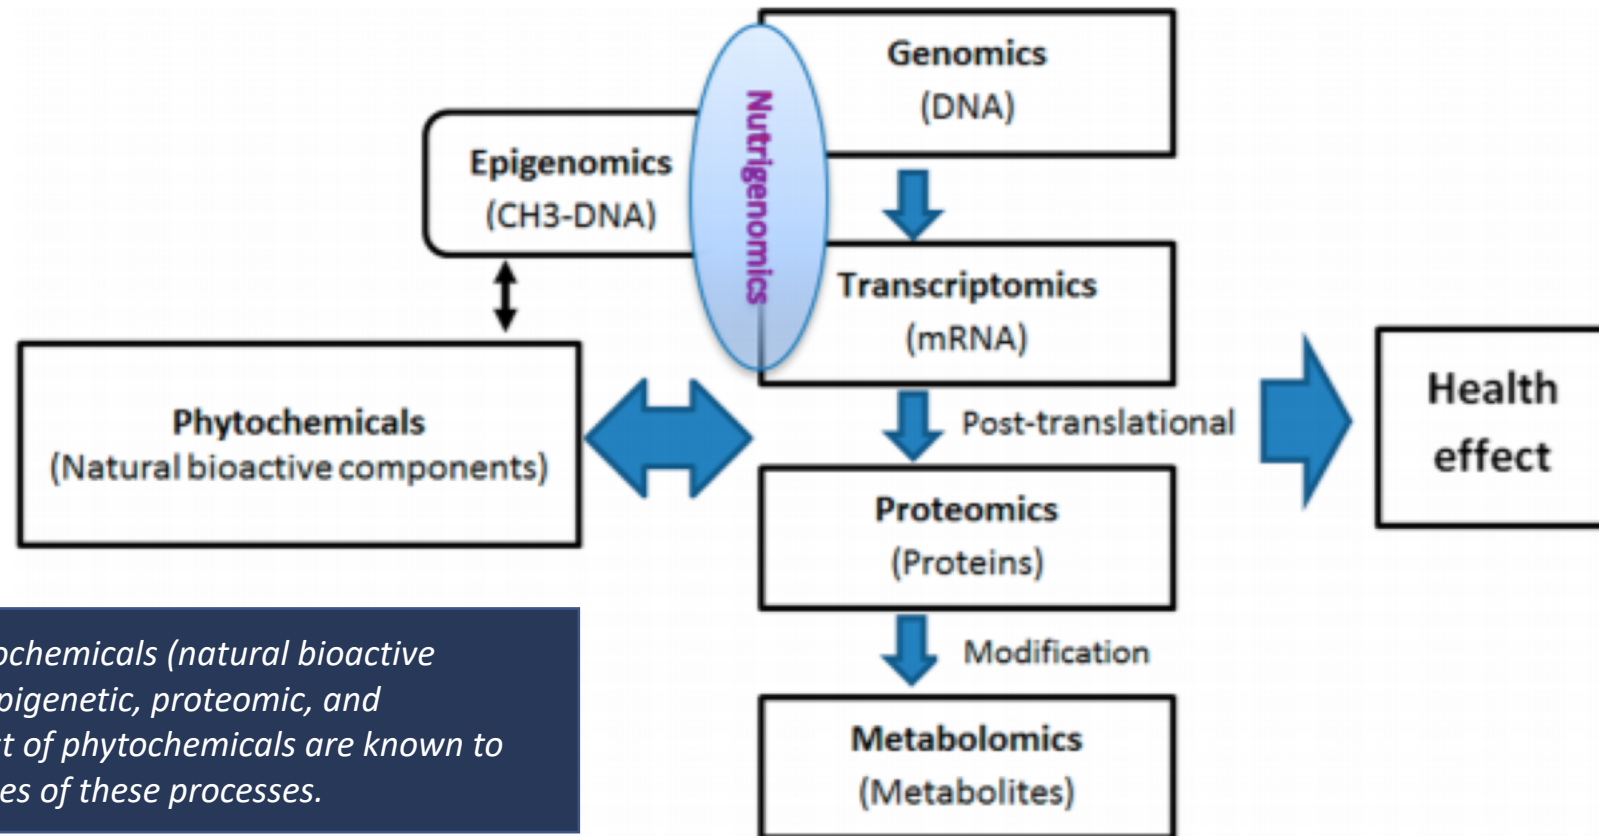 Genomics
(DNA)
Nutrigenomics
Epigenomics
(CH3-DNA)
Transcriptomics
(mRNA)
Phytochemicals
(Natural bioactive components)
Post-translational
Health
effect
Proteomics
(Proteins)
Modification
Metabolomics
(Metabolites)
ochemicals (natural bioactive
pigenetic, proteomic, and
t of phytochemicals are known to
es of these processes.